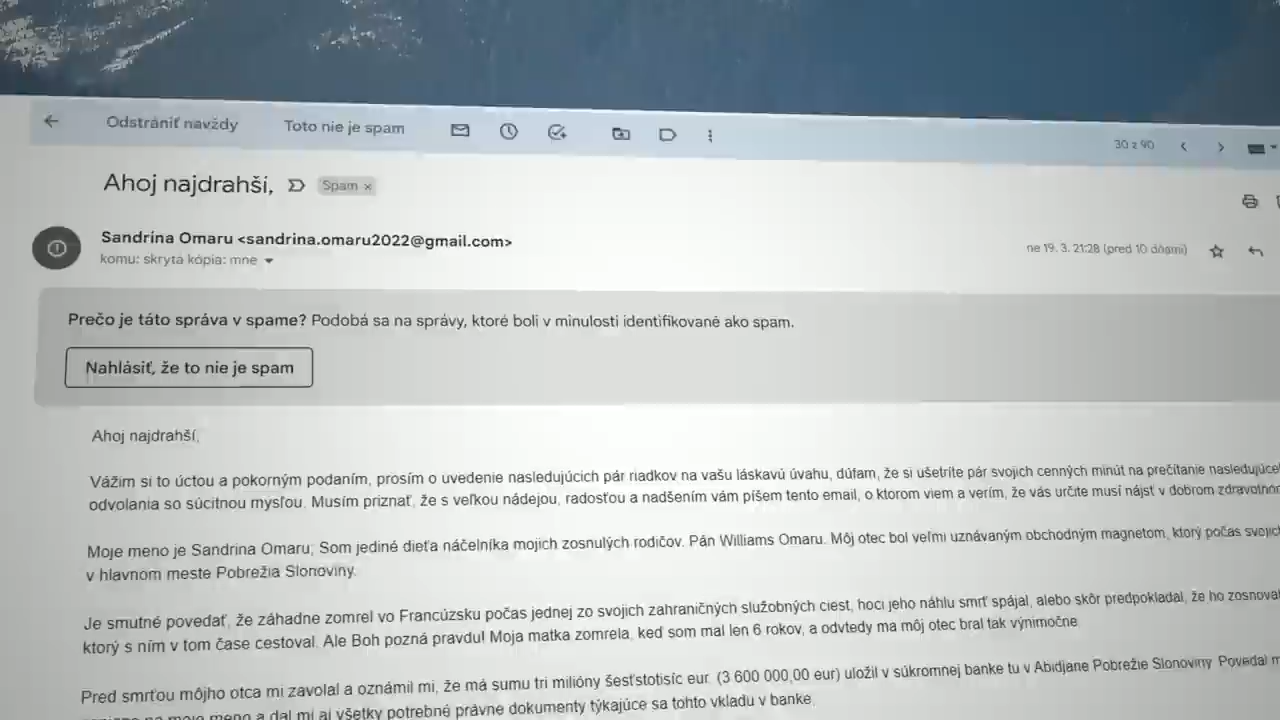 Odstrániť navždy Toto nie je spam 30 z 90
Ahoj najdrahší, Spam x
Sandrina Omaru <sandrina.omaru2022@gmail.com>
komu: skrytá kópia: mne ne 19. 3. 21:28 (pred 10 dňami)
Prečo je táto správa v spame? Podobá sa na správy, ktoré boli v minulosti identifikované ako spam.
Nahlásiť, že to nie je spam
Ahoj najdrahší,
Vážim si to úctou a pokorným podaním, prosím o uvedenie nasledujúcich pár riadkov na vašu láskavú úvahu, dúfam, že si ušetríte pár svojich cenných minút na prečítanie
odvolania so súcitnou mysľou. Musím priznať, že s veľkou nádejou, radosťou a nadšením vám píšem tento email, o ktorom viem a verím, že vás určite musí nájsť v dobrom
Moje meno je Sandrina Omaru; Som jediné dieťa náčelníka mojich zosnulých rodičov. Pán Williams Omaru. Môj otec bol veľmi uznávaným obchodným magnetom, ktorý počas
v hlavnom meste Pobrežia Slonoviny.
Je smutné povedať, že záhadne zomrel vo Francúzsku počas jednej zo svojich zahraničných služobných ciest, hoci jeho náhlu smrť spájal, alebo skôr predpokladal, že ho
ktorý s ním v tom čase cestoval. Ale Boh pozná pravdu! Moja matka zomrela, keď som mal len 6 rokov, a odvtedy ma môj otec bral tak výnimočne.
Pred smrťou môjho otca mi zavolal a oznámil mi, že má sumu tri milióny šesťstotisíc eur. (3 600 000,00 eur) uložil v súkromnej banke tu v Abidjane Pobrežie Slonoviny. Povedal
na moje meno a dal mi aj všetky potrebné právne dokumenty týkajúce sa tohto vkladu v banke,